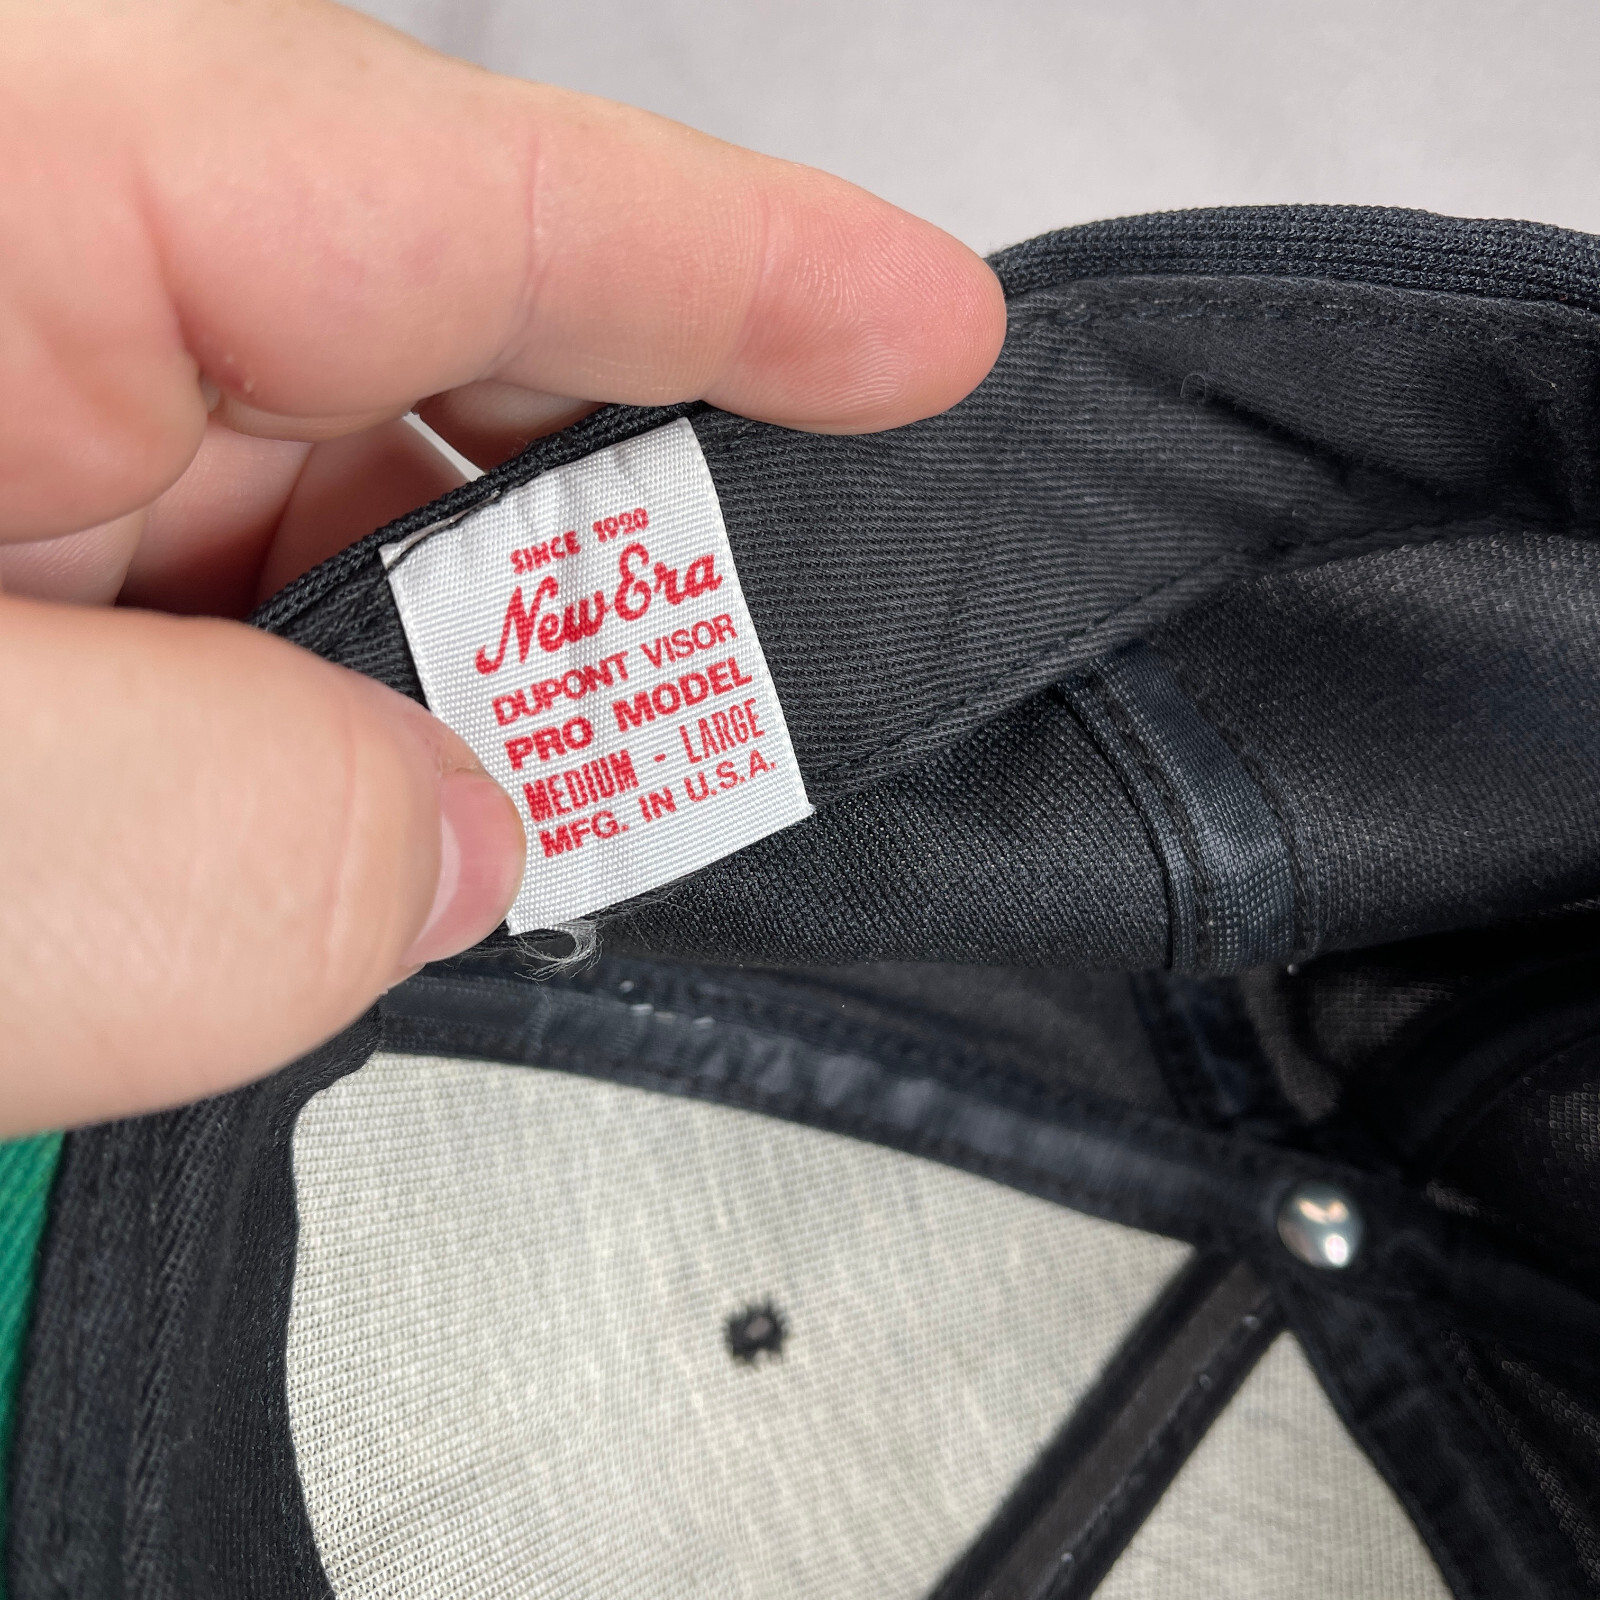 SINCE 1920
New Era
DUPONT VISOR
PRO MODEL
MEDIUM - LARGE
MFG. IN U.S.A.